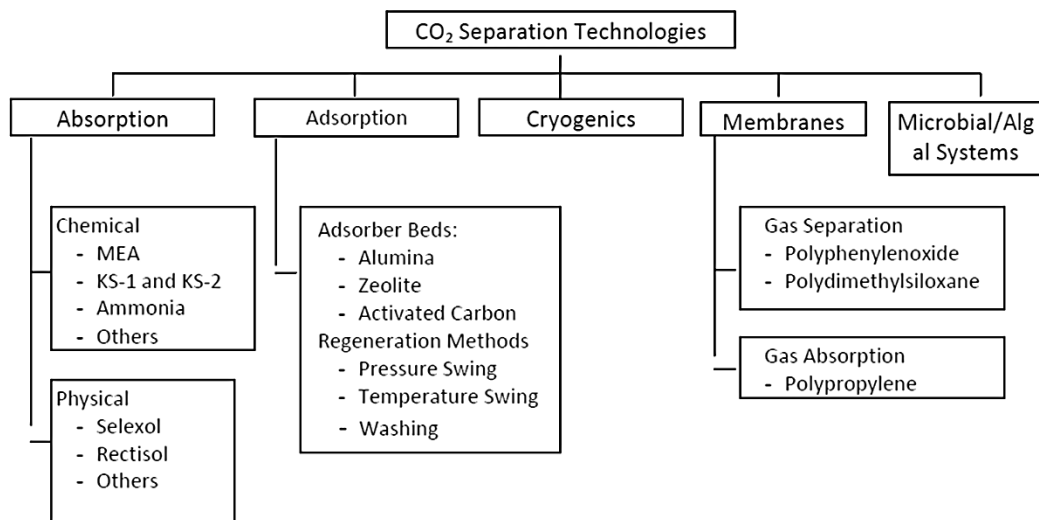 CO₂ Separation Technologies
Absorption
Adsorption
Cryogenics
Membranes
Microbial/Alg
al Systems
Chemical
- MEA
- KS-1 and KS-2
- Ammonia
- Others
Physical
- Selexol
- Rectisol
- Others
Adsorber Beds:
- Alumina
- Zeolite
- Activated Carbon
Regeneration Methods
- Pressure Swing
- Temperature Swing
- Washing
Gas Separation
- Polyphenylenoxide
- Polydimethylsiloxane
Gas Absorption
- Polypropylene